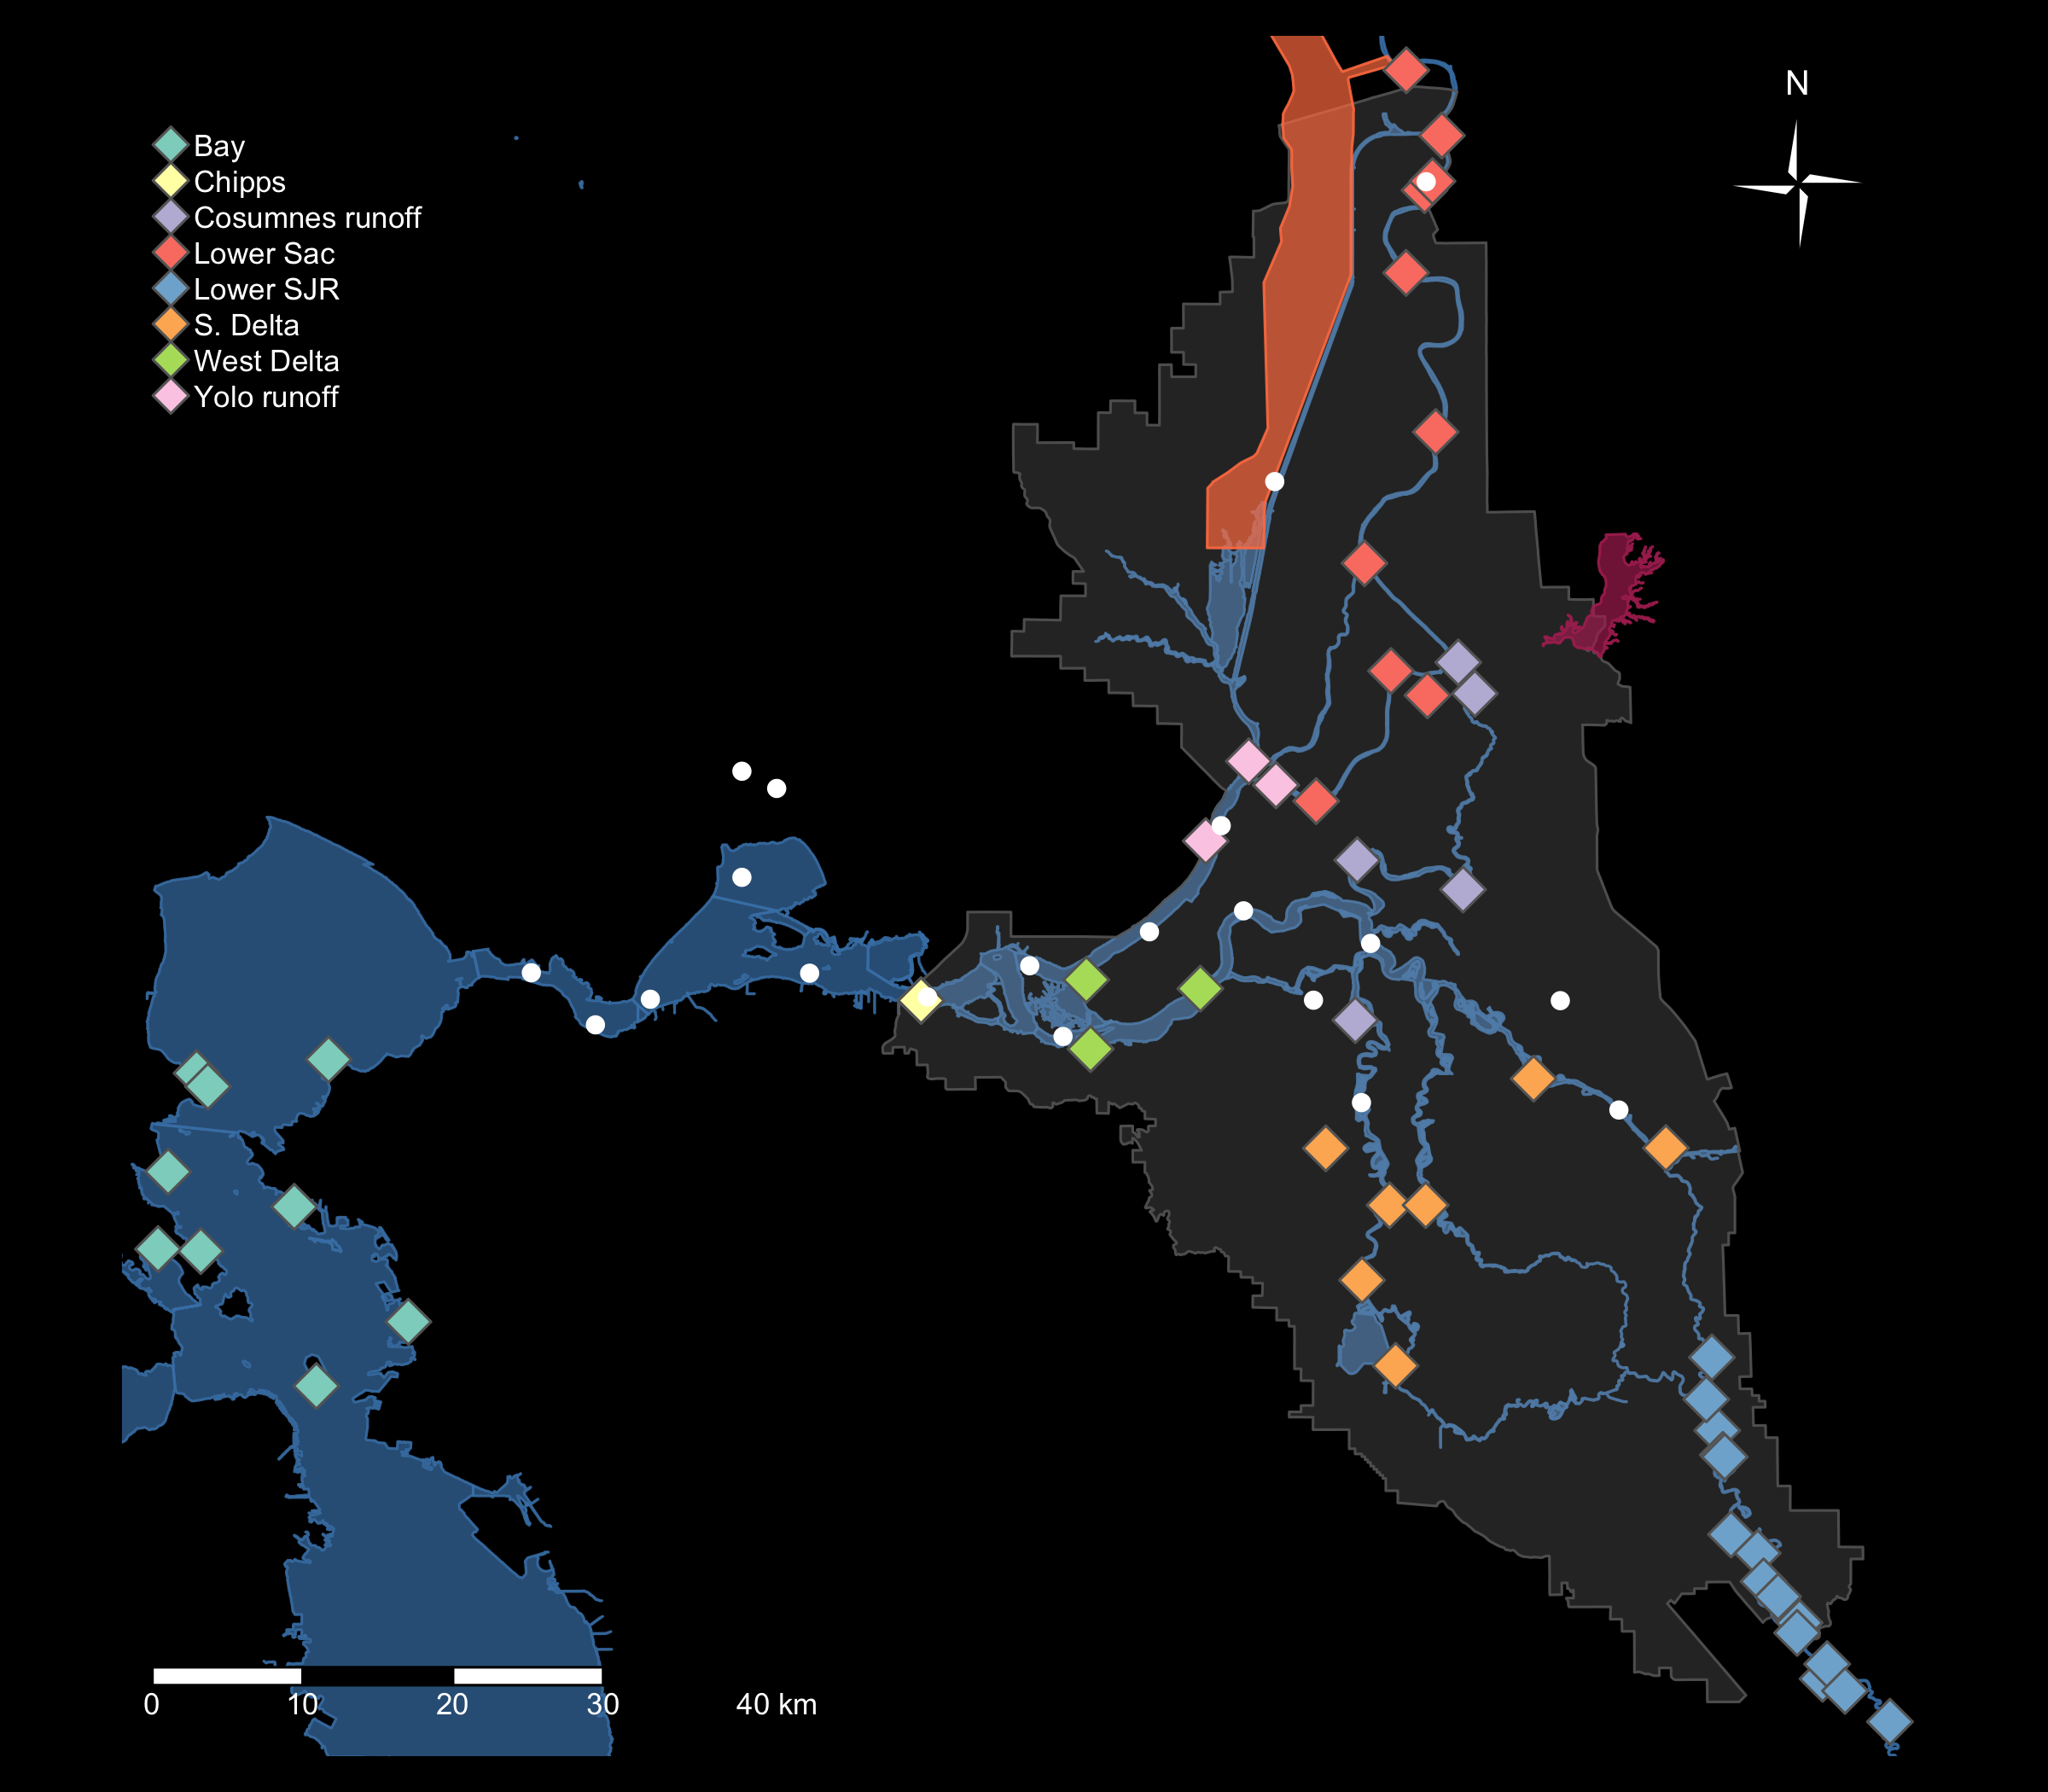 N
Bay
Chipps
Cosumnes runoff
Lower Sac
Lower SJR
S. Delta
West Delta
Yolo runoff
0 10 20 30 40 km